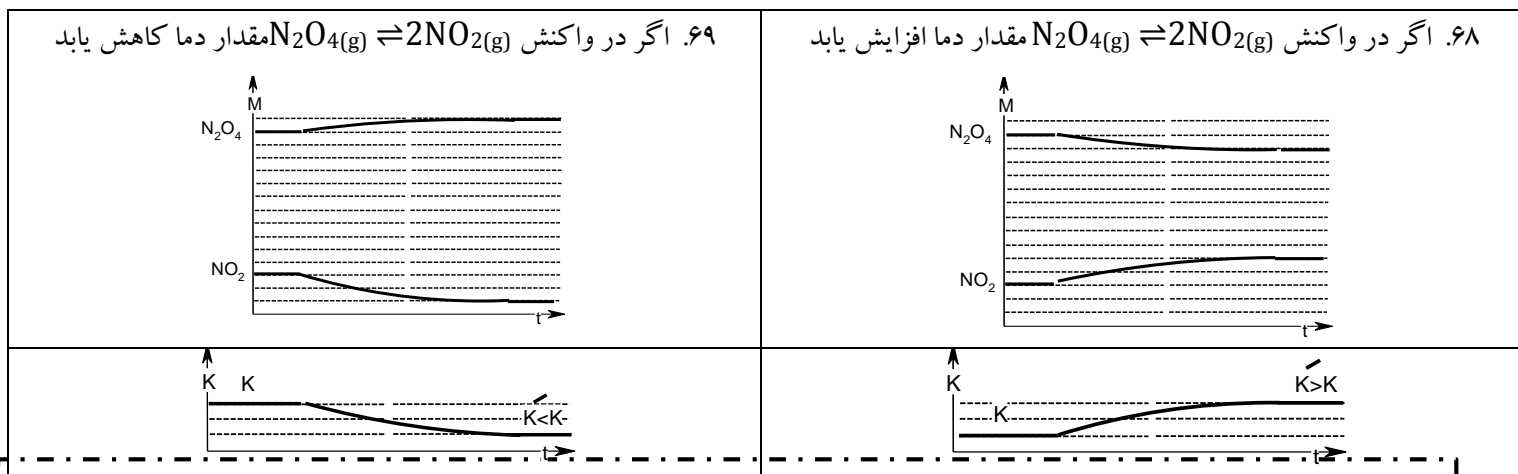 ۶۸. اگر در واکنش N₂O₄(g) ⇌ 2NO₂(g) مقدار دما افزایش یابد
M
N₂O₄
NO₂
t
K
K
K>K
t
۶۹. اگر در واکنش N₂O₄(g) ⇌ 2NO₂(g) مقدار دما کاهش یابد
M
N₂O₄
NO₂
t
K
K
K<K
t